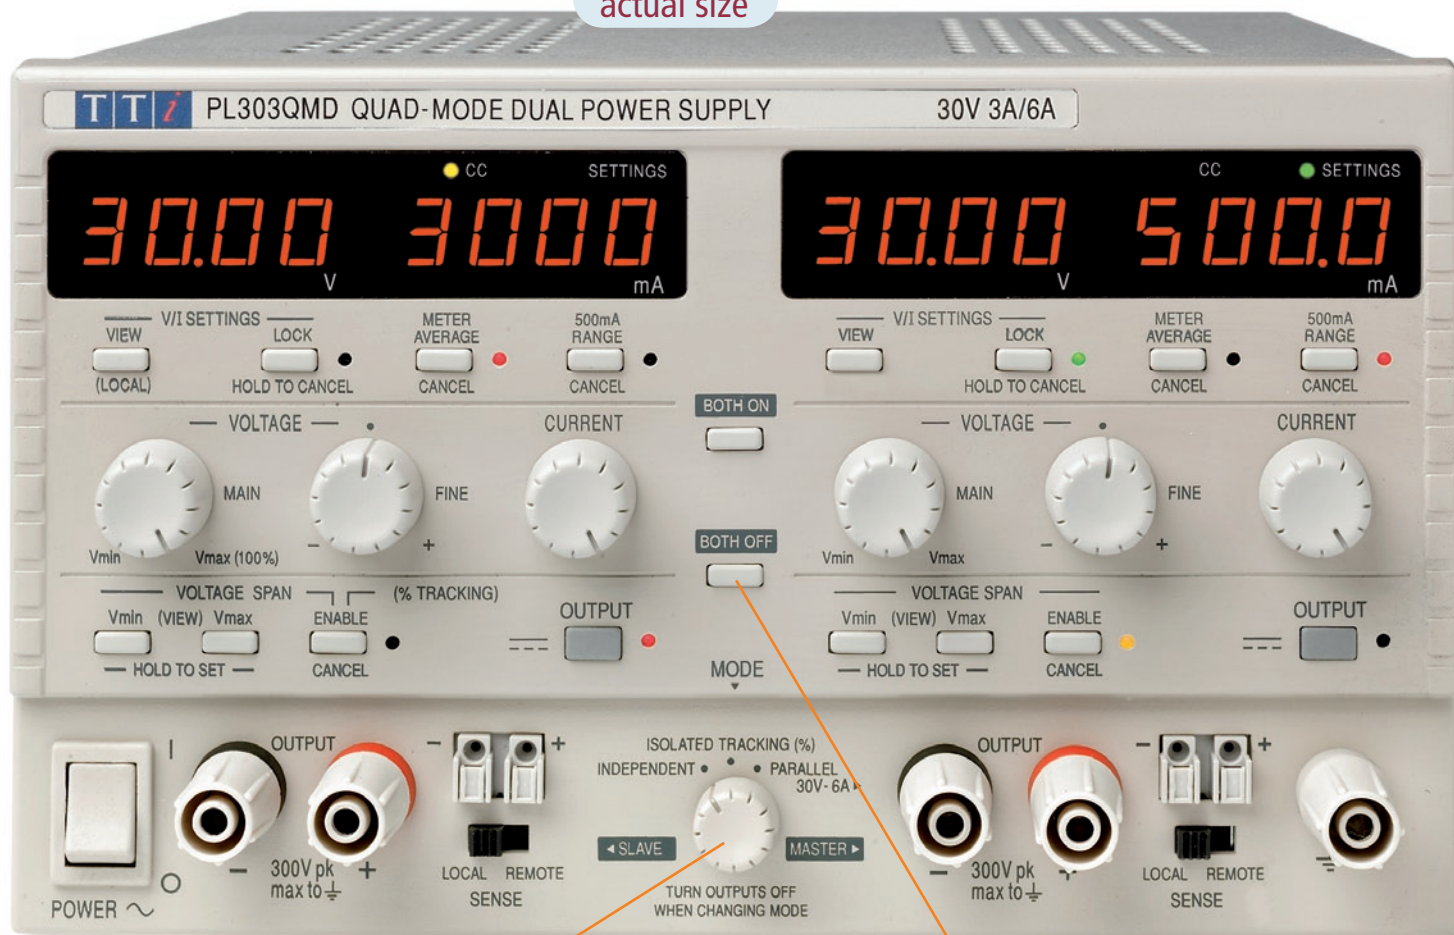 actual size
TTi PL303QMD QUAD-MODE DUAL POWER SUPPLY 30V 3A/6A
CC SETTINGS
30.00 V 3000 mA
CC SETTINGS
30.00 V 500.0 mA
V/I SETTINGS
VIEW LOCK
(LOCAL) HOLD TO CANCEL
METER
AVERAGE
CANCEL
500mA
RANGE
CANCEL
V/I SETTINGS
VIEW LOCK
HOLD TO CANCEL
METER
AVERAGE
CANCEL
500mA
RANGE
CANCEL
BOTH ON
BOTH OFF
VOLTAGE CURRENT
MAIN FINE
Vmin Vmax (100%) - +
VOLTAGE CURRENT
MAIN FINE
Vmin Vmax - +
VOLTAGE SPAN (% TRACKING)
Vmin (VIEW) Vmax ENABLE
HOLD TO SET CANCEL
OUTPUT
MODE
VOLTAGE SPAN
Vmin (VIEW) Vmax ENABLE
HOLD TO SET CANCEL
OUTPUT
I
O
POWER
OUTPUT
- +
300V pk
max to
- +
LOCAL REMOTE
SENSE
ISOLATED TRACKING (%)
INDEPENDENT PARALLEL
30V-6A
SLAVE MASTER
TURN OUTPUTS OFF
WHEN CHANGING MODE
OUTPUT
- +
300V pk
max to
- +
LOCAL REMOTE
SENSE